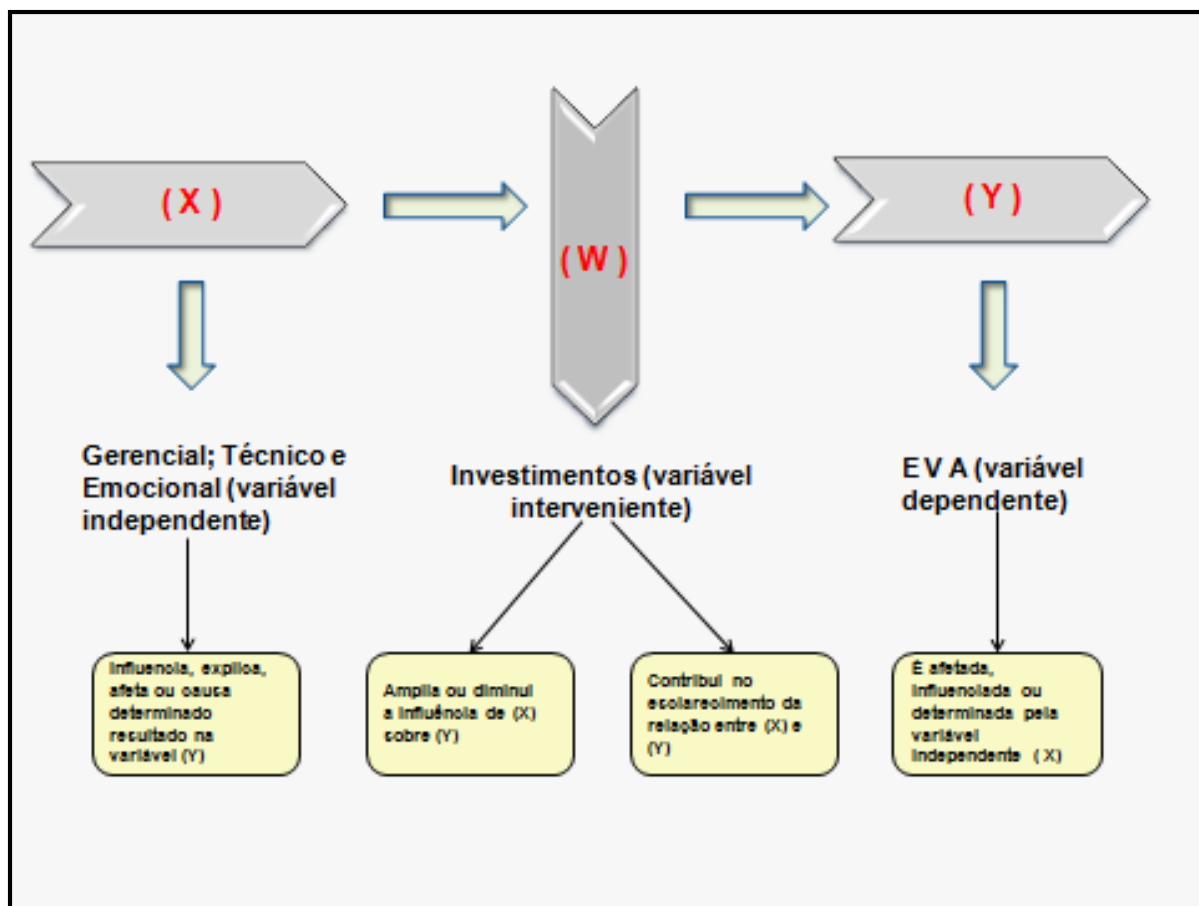 ( X )
( W )
( Y )
Gerencial; Técnico e
Emocional (variável
independente)
Investimentos (variável
interveniente)
E V A (variável
dependente)
Influencia, explica,
afeta ou causa
determinado
resultado na
variável (Y)
Amplia ou diminui
a influência de (X)
sobre (Y)
Contribui no
esclarecimento da
relação entre (X) e
(Y)
É afetada,
influenciada ou
determinada pela
variável
independente ( X)